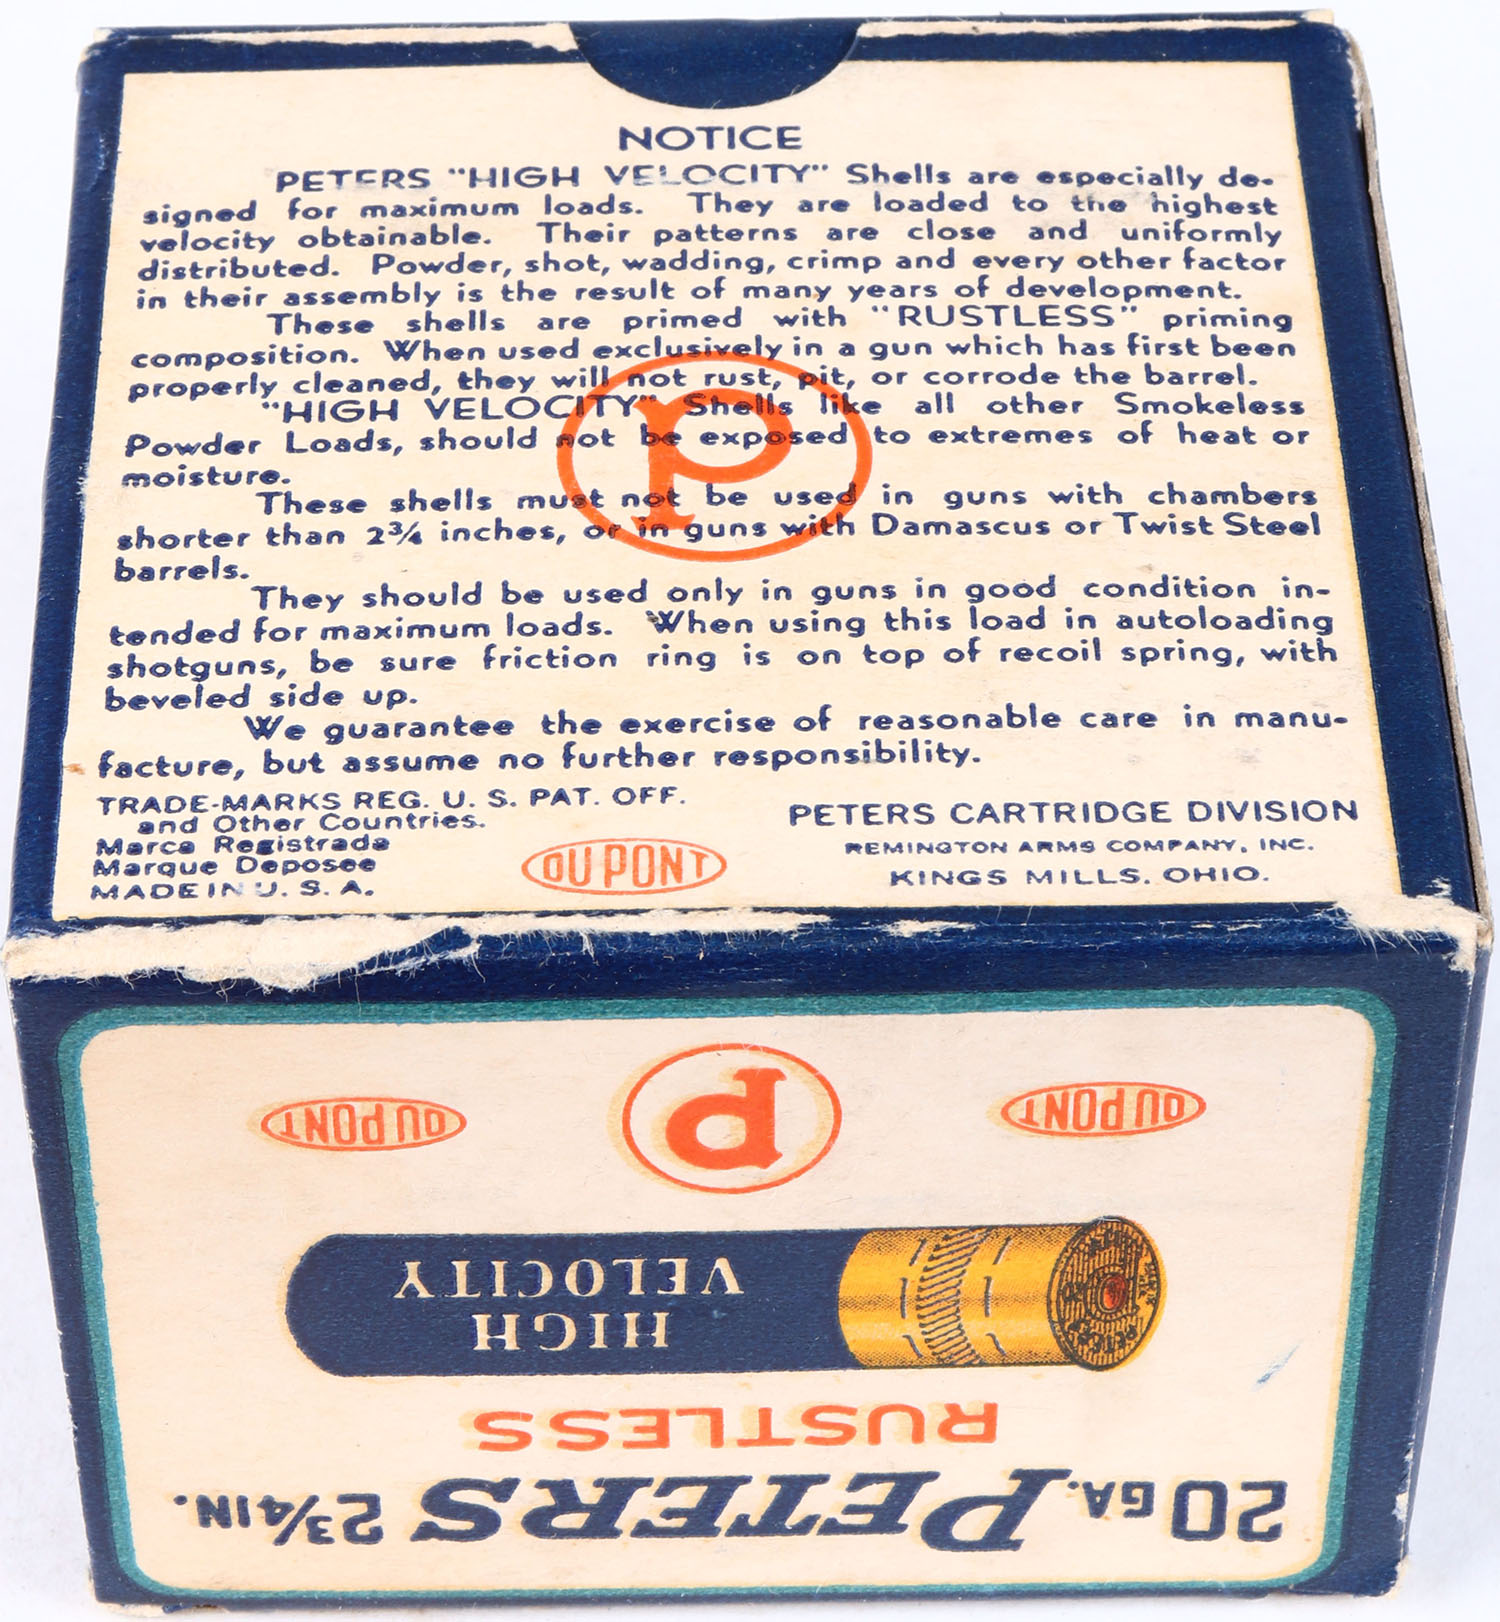 NOTICE
PETERS "HIGH VELOCITY" Shells are especially de-
signed for maximum loads. They are loaded to the highest
velocity obtainable. Their patterns are close and uniformly
distributed. Powder, shot, wadding, crimp and every other factor
in their assembly is the result of many years of development.
These shells are primed with "RUSTLESS" priming
composition. When used exclusively in a gun which has first been
properly cleaned, they will not rust, pit, or corrode the barrel.
"HIGH VELOCITY" Shells like all other Smokeless
Powder Loads, should not be exposed to extremes of heat or
moisture.
These shells must not be used in guns with chambers
shorter than 2¾ inches, or in guns with Damascus or Twist Steel
barrels.
They should be used only in guns in good condition in-
tended for maximum loads. When using this load in autoloading
shotguns, be sure friction ring is on top of recoil spring, with
beveled side up.
We guarantee the exercise of reasonable care in manu-
facture, but assume no further responsibility.
P
TRADE-MARKS REG. U. S. PAT. OFF.
and Other Countries.
Marca Registrada
Marque Deposee
MADE IN U. S. A.
DU PONT
PETERS CARTRIDGE DIVISION
REMINGTON ARMS COMPANY, INC.
KINGS MILLS, OHIO.
20 GA. PETERS 2¾ IN.
RUSTLESS
HIGH
VELOCITY
PETERS
20
DU PONT
P
DU PONT